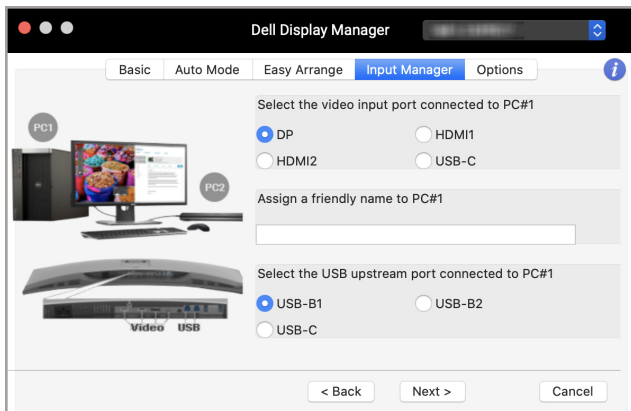 Dell Display Manager
Basic Auto Mode Easy Arrange Input Manager Options i
Select the video input port connected to PC#1
PC1
DP HDMI1
HDMI2 USB-C
PC2
Assign a friendly name to PC#1
Select the USB upstream port connected to PC#1
USB-B1 USB-B2
Video USB
USB-C
< Back Next > Cancel